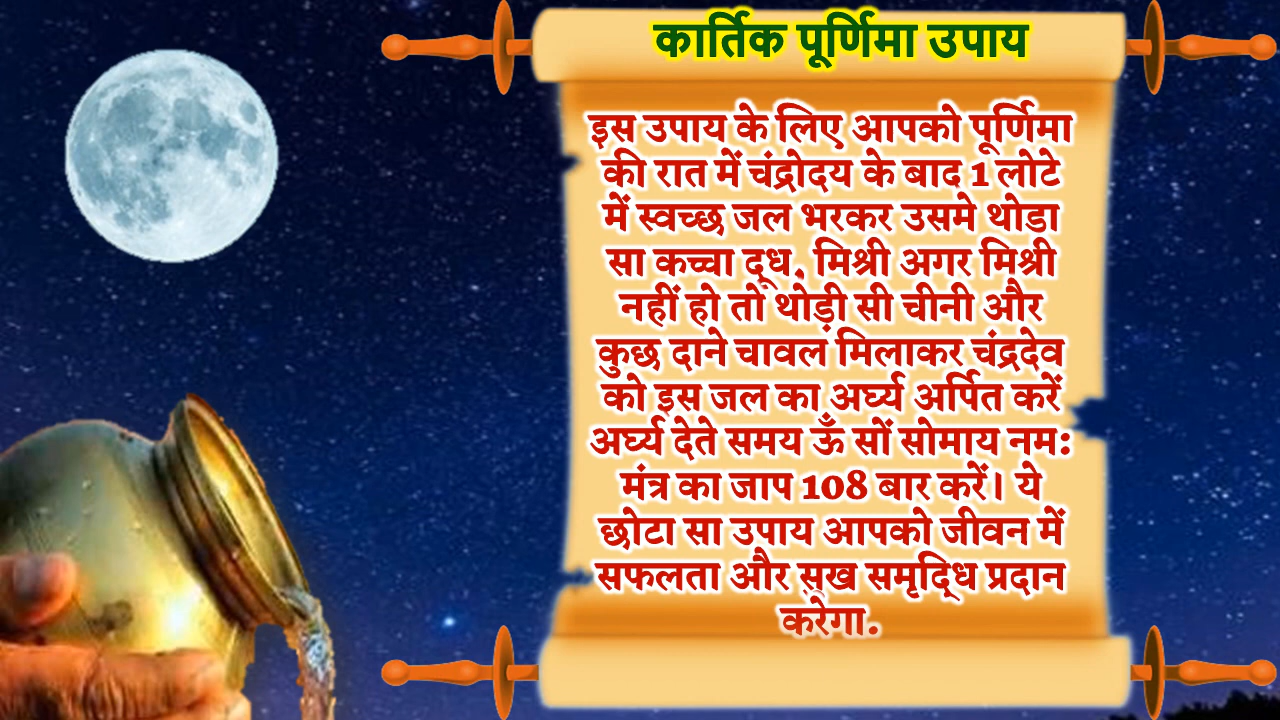 कार्तिक पूर्णिमा उपाय
इस उपाय के लिए आपको पूर्णिमा
की रात में चंद्रोदय के बाद 1 लोटे
में स्वच्छ जल भरकर उसमे थोडा
सा कच्चा दूध, मिश्री अगर मिश्री
नहीं हो तो थोड़ी सी चीनी और
कुछ दाने चावल मिलाकर चंद्रदेव
को इस जल का अर्घ्य अर्पित करें
अर्घ्य देते समय ऊँ सों सोमाय नम:
मंत्र का जाप 108 बार करें। ये
छोटा सा उपाय आपको जीवन में
सफलता और सुख समृद्धि प्रदान
करेगा.